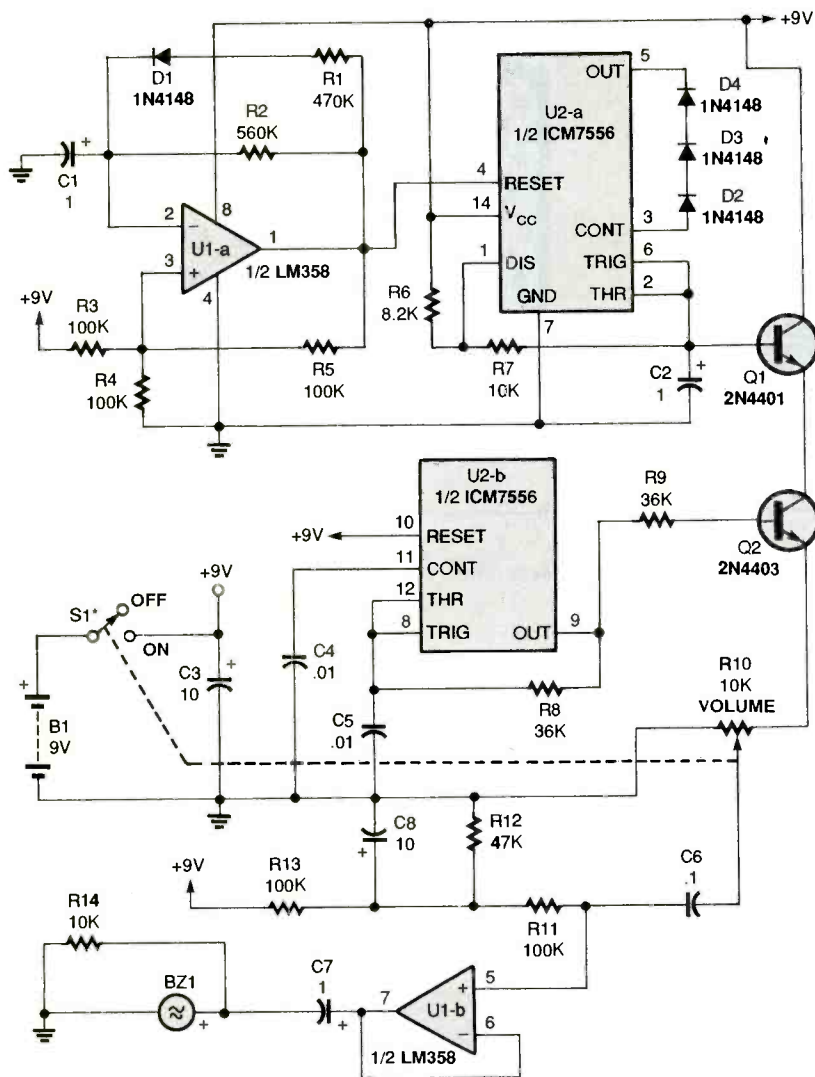 +9V
D1
1N4148
R1
470K
R2
560K
C1
1
+
2
8
−
U1-a
3
+
1
4
1/2 LM358
+9V
R3
100K
R4
100K
R5
100K
5
OUT
U2-a
1/2 ICM7556
4
RESET
14
VCC
3
CONT
1
DIS
6
TRIG
2
THR
GND
7
D4
1N4148
D3
1N4148
D2
1N4148
R6
8.2K
R7
10K
C2
1
+
Q1
2N4401
U2-b
1/2 ICM7556
+9V
10
RESET
11
CONT
12
THR
8
TRIG
OUT
9
R9
36K
Q2
2N4403
+9V
S1*
OFF
ON
C3
10
+
C4
.01
C5
.01
R8
36K
R10
10K
VOLUME
+
B1
9V
C8
10
+
R12
47K
+9V
R13
100K
R11
100K
C6
.1
R14
10K
BZ1
+
C7
1
+
7
5
+
U1-b
6
−
1/2 LM358